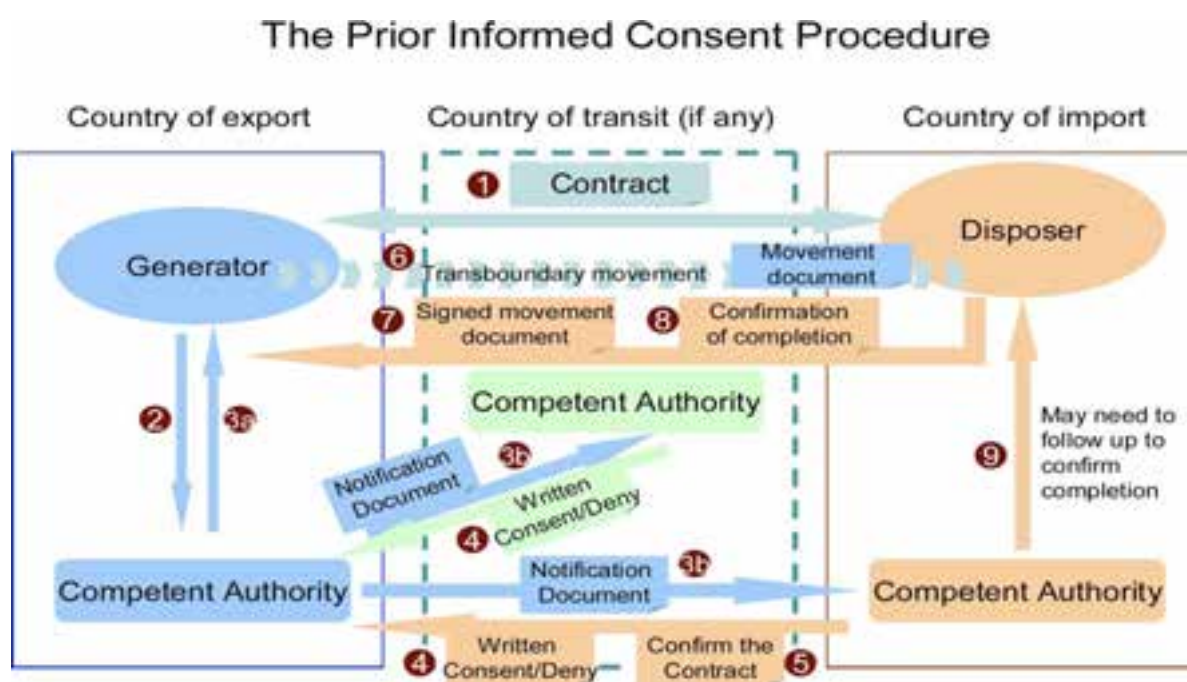 The Prior Informed Consent Procedure
Country of export
Country of transit (if any)
Country of import
1
Contract
Generator
Disposer
6
Transboundary movement
Movement
document
7
Signed movement
document
8
Confirmation
of completion
Competent Authority
2
3a
3b
Notification
Document
4
Written
Consent/Deny
9
May need to
follow up to
confirm
completion
Competent Authority
Notification
Document
3b
Competent Authority
4
Written
Consent/Deny
Confirm the
Contract
5